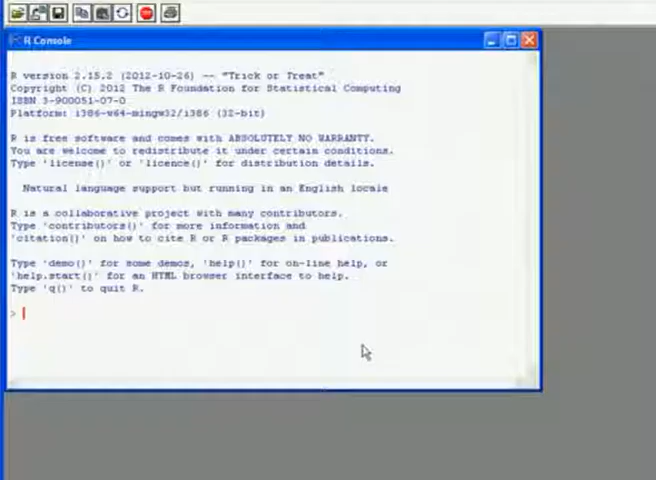 R Console
R version 2.15.2 (2012-10-26) -- "Trick or Treat"
Copyright (C) 2012 The R Foundation for Statistical Computing
ISBN 3-900051-07-0
Platform: i386-w64-mingw32/i386 (32-bit)
R is free software and comes with ABSOLUTELY NO WARRANTY.
You are welcome to redistribute it under certain conditions.
Type 'license()' or 'licence()' for distribution details.
Natural language support but running in an English locale
R is a collaborative project with many contributors.
Type 'contributors()' for more information and
'citation()' on how to cite R or R packages in publications.
Type 'demo()' for some demos, 'help()' for on-line help, or
'help.start()' for an HTML browser interface to help.
Type 'q()' to quit R.
>